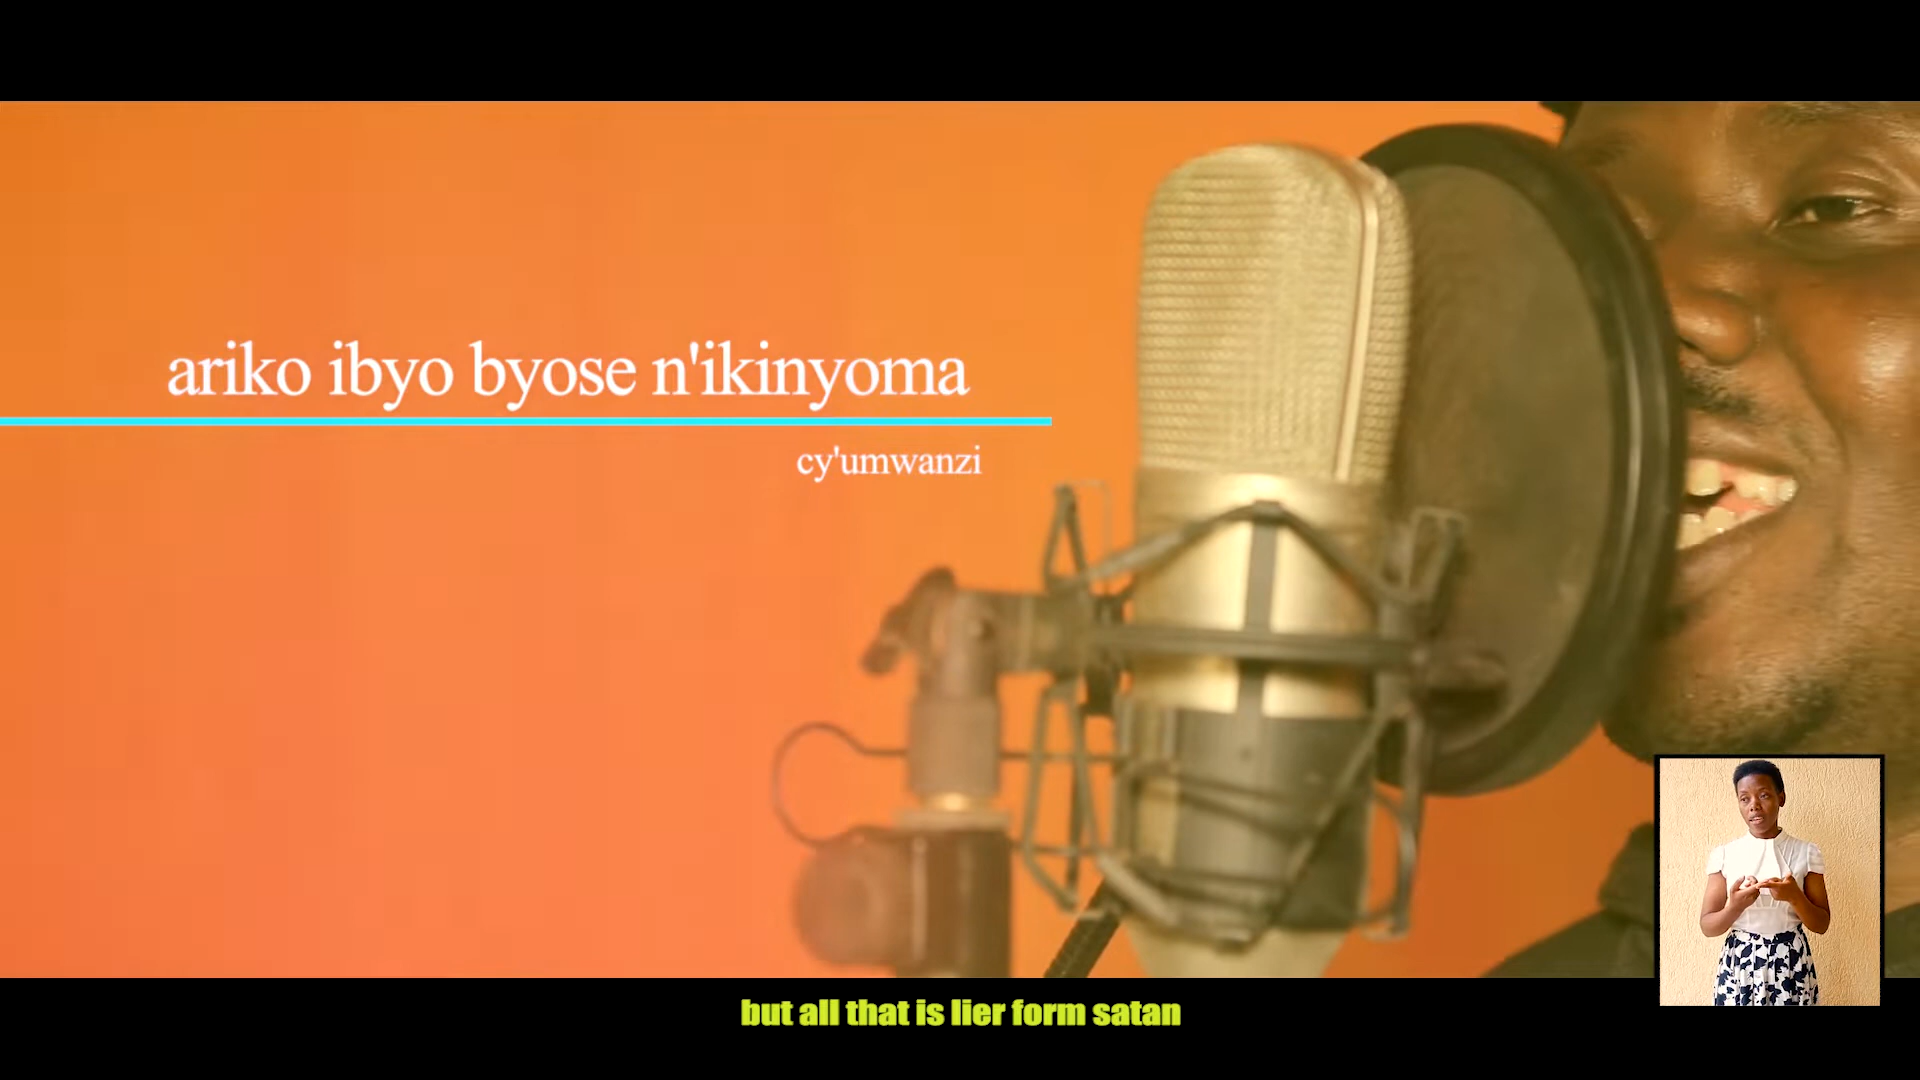 ariko ibyo byose n'ikinyoma
cy'umwanzi
but all that is lier form satan